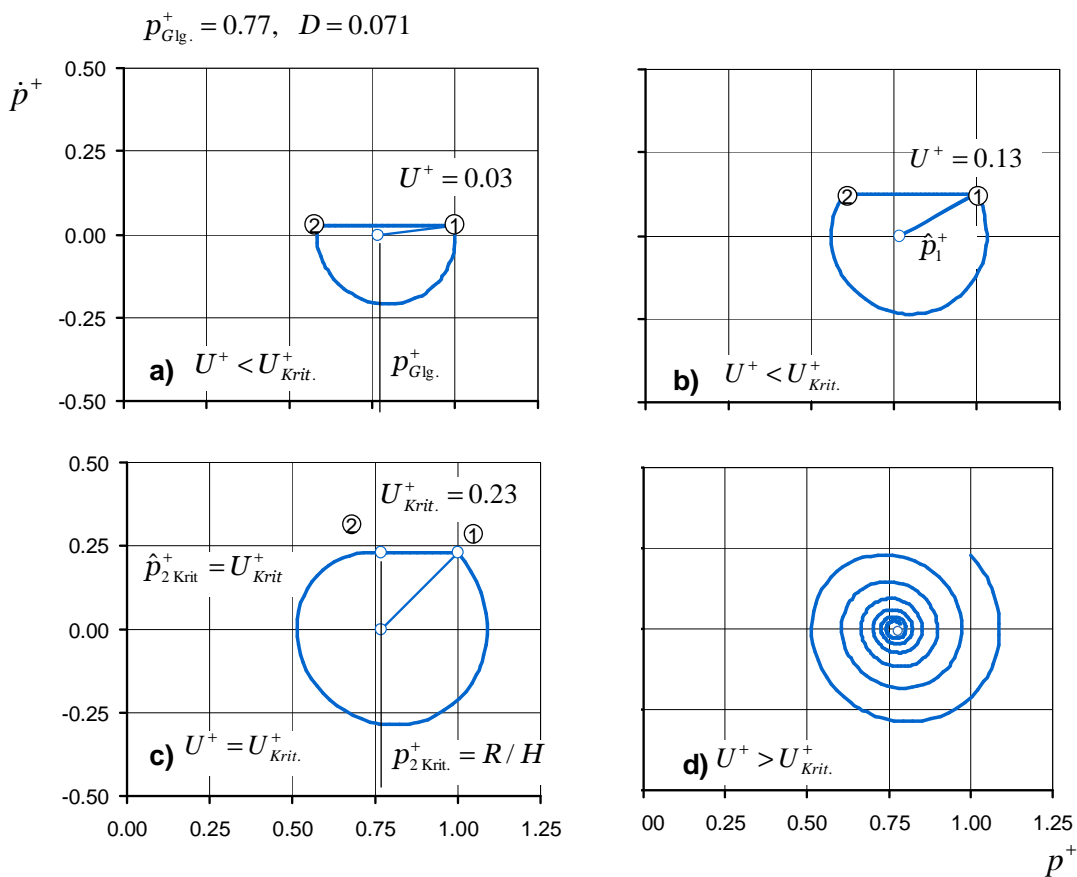 p⁺_Glg. = 0.77, D = 0.071
ṗ⁺
0.50
0.25
0.00
-0.25
-0.50
U⁺ = 0.03
②
①
a) U⁺ < U⁺_Krit.
p⁺_Glg.
U⁺ = 0.13
②
①
p̂⁺_1
b) U⁺ < U⁺_Krit.
0.50
0.25
0.00
-0.25
-0.50
U⁺_Krit. = 0.23
②
①
p̂⁺_2 Krit = U⁺_Krit
c) U⁺ = U⁺_Krit.
p⁺_2 Krit. = R / H
0.00 0.25 0.50 0.75 1.00 1.25
d) U⁺ > U⁺_Krit.
00 0.25 0.50 0.75 1.00 1.25
p⁺